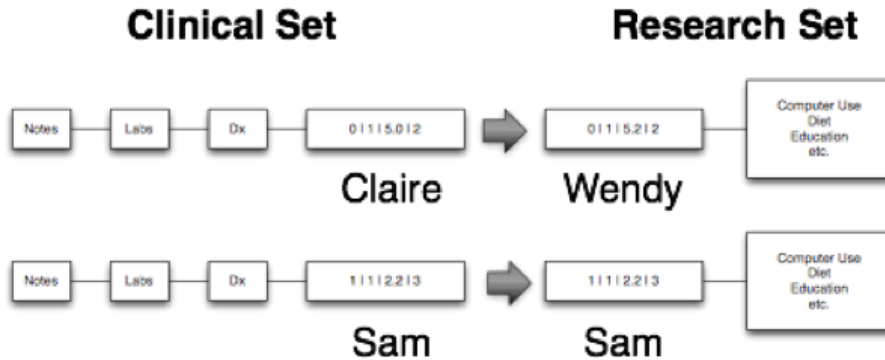 Clinical Set
Research Set
Notes
Labs
Dx
0 | 1 | 5.0 | 2
0 | 1 | 5.2 | 2
Computer Use
Diet
Education
etc.
Claire
Wendy
Notes
Labs
Dx
1 | 1 | 2.2 | 3
1 | 1 | 2.2 | 3
Computer Use
Diet
Education
etc.
Sam
Sam